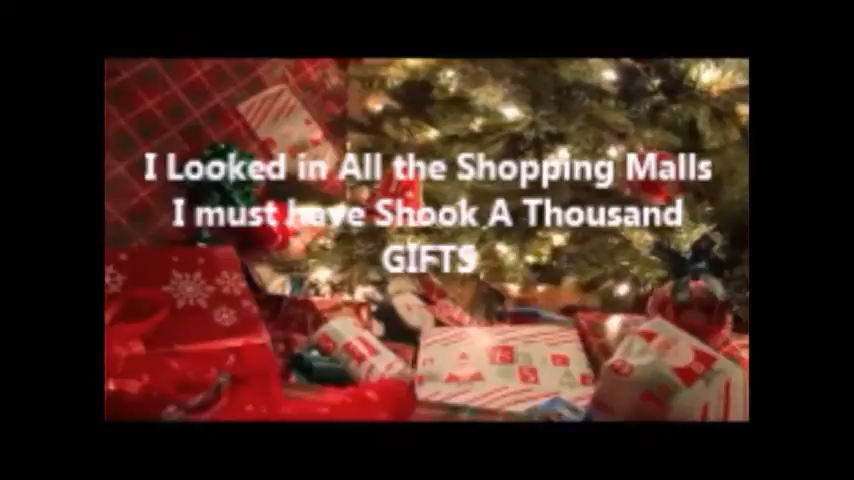 I Looked in All the Shopping Malls
I must have Shook A Thousand
GIFTS